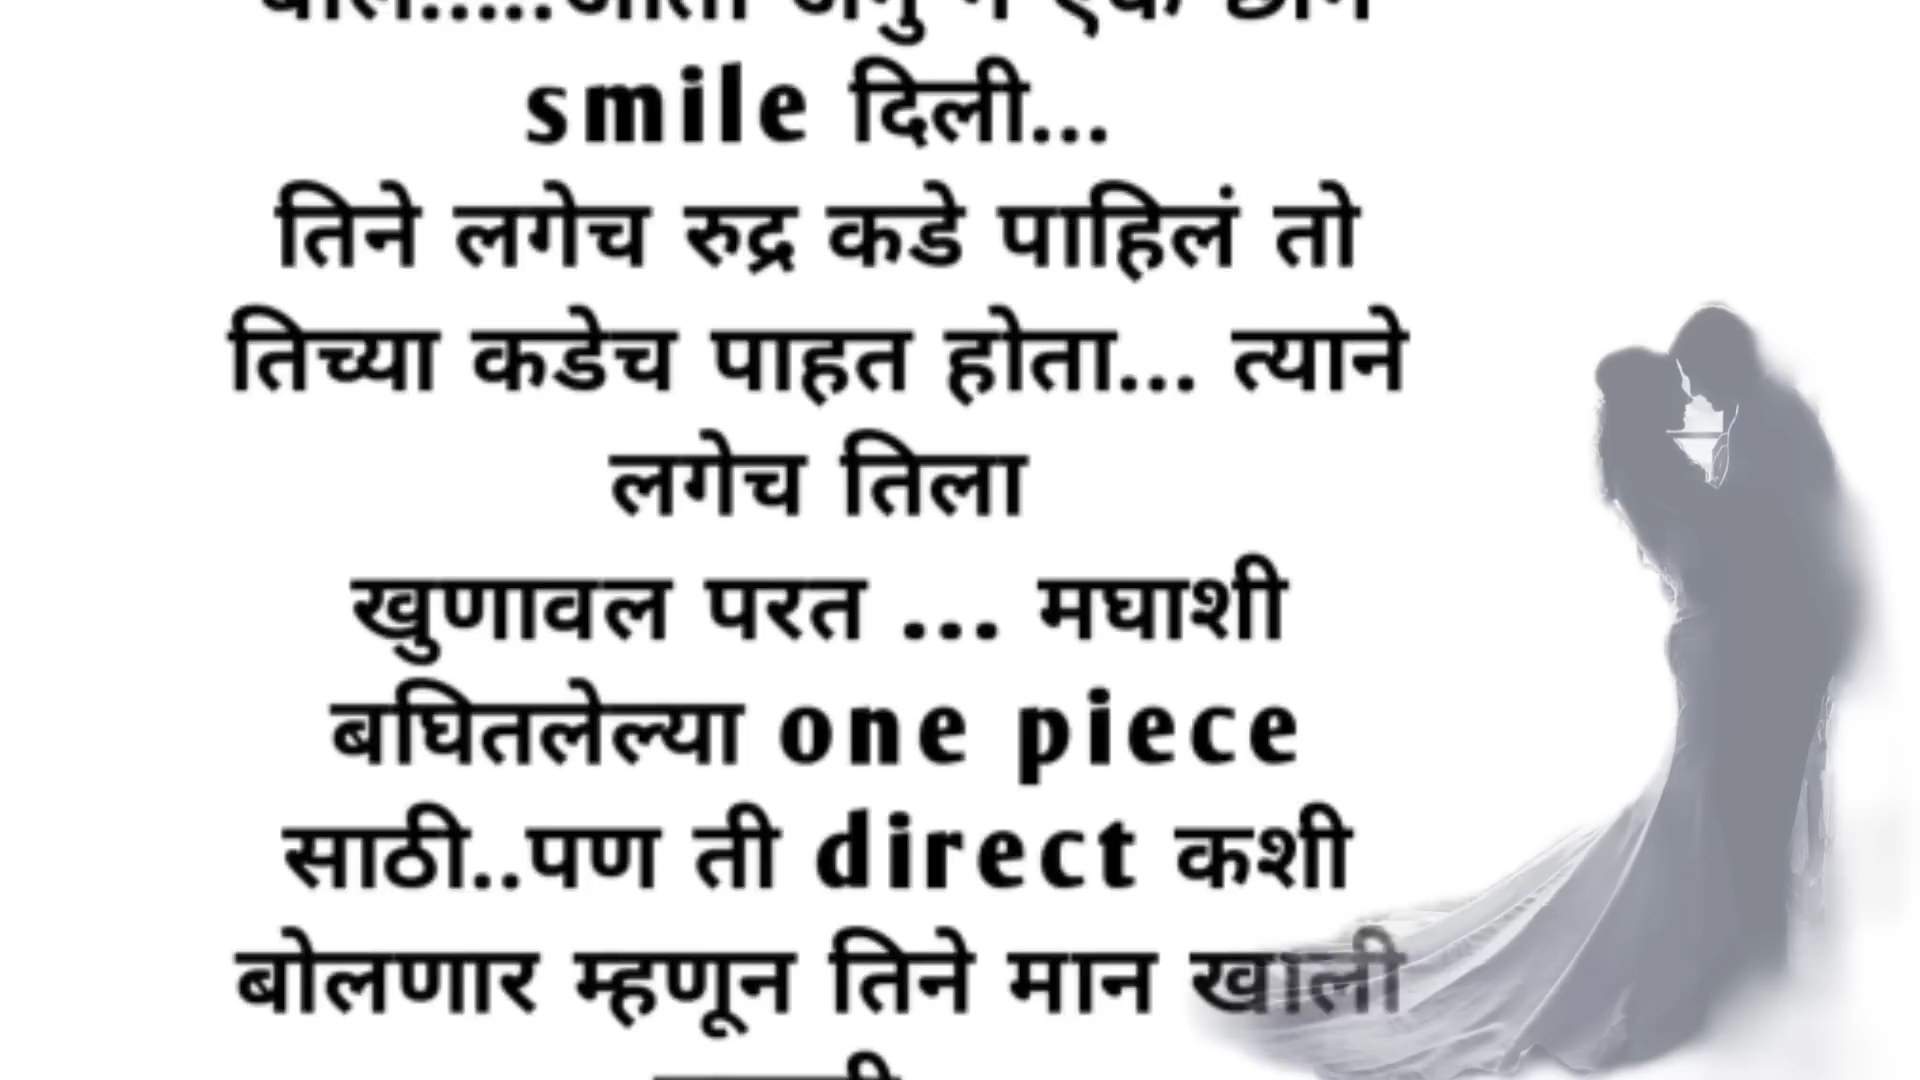 smile दिली...
तिने लगेच रुद्र कडे पाहिलं तो
तिच्या कडेच पाहत होता... त्याने
लगेच तिला
खुणावल परत ... मघाशी
बघितलेल्या one piece
साठी..पण ती direct कशी
बोलणार म्हणून तिने मान खाली